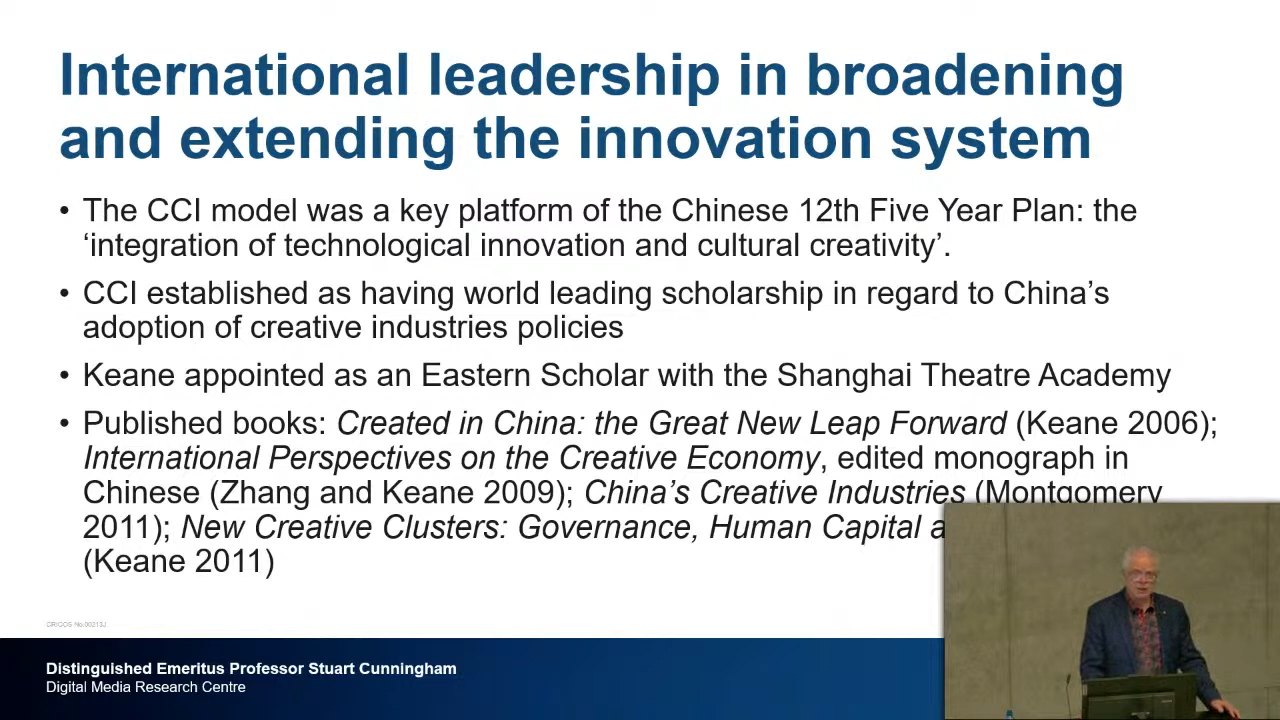 International leadership in broadening
and extending the innovation system
• The CCI model was a key platform of the Chinese 12th Five Year Plan: the
‘integration of technological innovation and cultural creativity’.
• CCI established as having world leading scholarship in regard to China’s
adoption of creative industries policies
• Keane appointed as an Eastern Scholar with the Shanghai Theatre Academy
• Published books: Created in China: the Great New Leap Forward (Keane 2006);
International Perspectives on the Creative Economy, edited monograph in
Chinese (Zhang and Keane 2009); China’s Creative Industries (Montgomery
2011); New Creative Clusters: Governance, Human Capital a
(Keane 2011)
CRICOS No.00213J
Distinguished Emeritus Professor Stuart Cunningham
Digital Media Research Centre